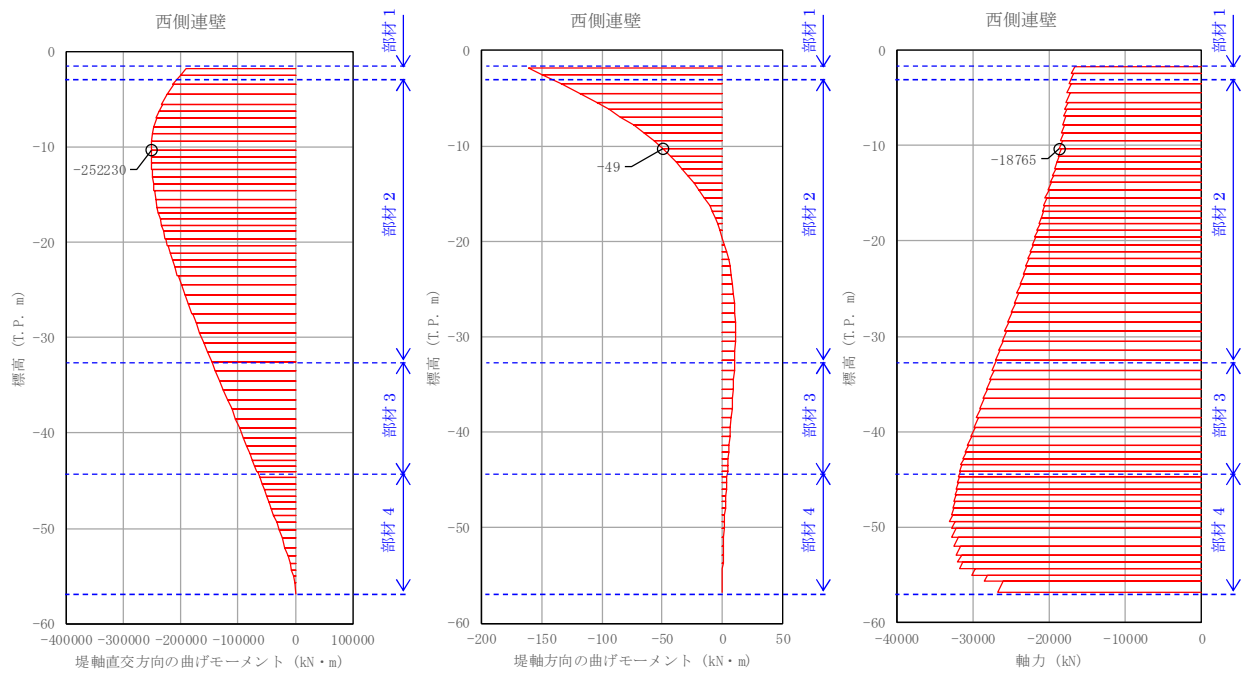 西側連壁
0
-10
-20
-30
-40
-50
-60
標高 (T.P. m)
-252230
部材 1
部材 2
部材 3
部材 4
-400000 -300000 -200000 -100000 0 100000
堤軸直交方向の曲げモーメント (kN・m)
西側連壁
0
-10
-20
-30
-40
-50
-60
標高 (T.P. m)
-49
部材 1
部材 2
部材 3
部材 4
-200 -150 -100 -50 0 50
堤軸方向の曲げモーメント (kN・m)
西側連壁
0
-10
-20
-30
-40
-50
-60
標高 (T.P. m)
-18765
部材 1
部材 2
部材 3
部材 4
-40000 -30000 -20000 -10000 0
軸力 (kN)